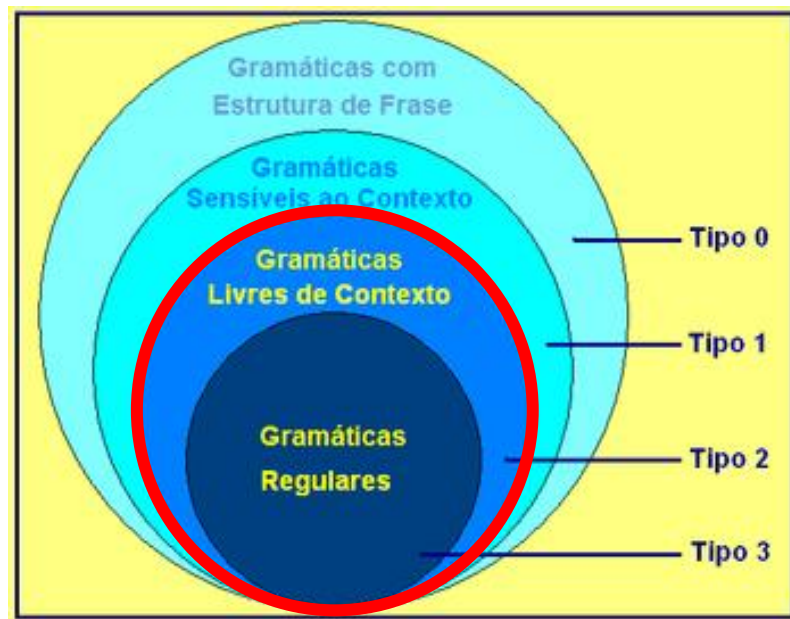 Gramáticas com
Estrutura de Frase
Gramáticas
Sensíveis ao Contexto
Tipo 0
Gramáticas
Livres de Contexto
Tipo 1
Gramáticas
Regulares
Tipo 2
Tipo 3